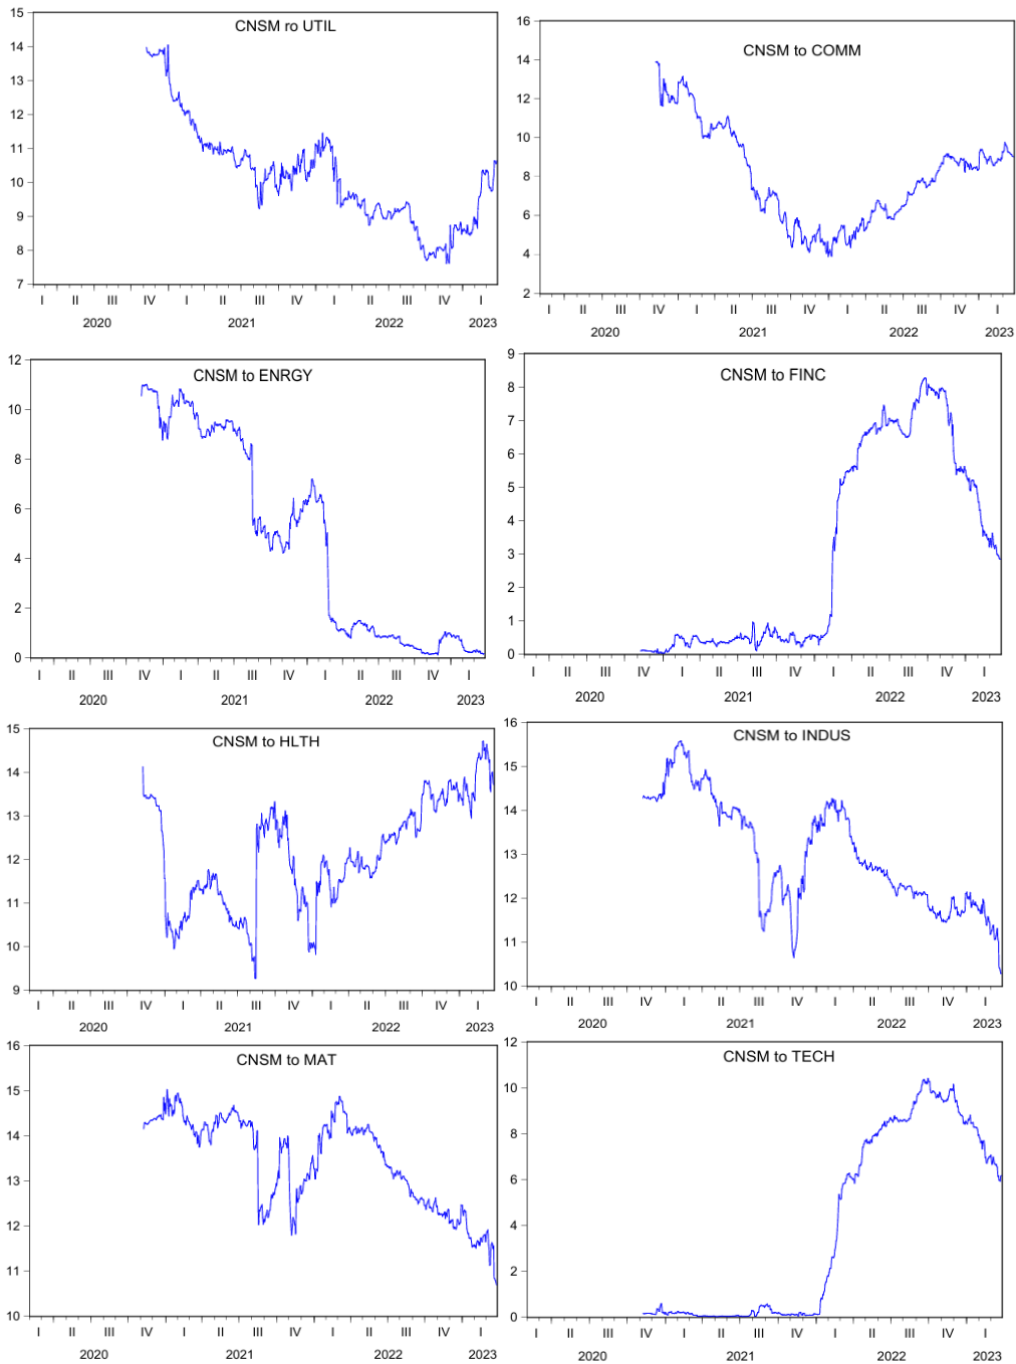 CNSM ro UTIL
15
14
13
12
11
10
9
8
7
I II III IV I II III IV I II III IV I
2020 2021 2022 2023
CNSM to COMM
16
14
12
10
8
6
4
2
I II III IV I II III IV I II III IV I
2020 2021 2022 2023
CNSM to ENRGY
12
10
8
6
4
2
0
I II III IV I II III IV I II III IV I
2020 2021 2022 2023
CNSM to FINC
9
8
7
6
5
4
3
2
1
0
I II III IV I II III IV I II III IV I
2020 2021 2022 2023
CNSM to HLTH
15
14
13
12
11
10
9
I II III IV I II III IV I II III IV I
2020 2021 2022 2023
CNSM to INDUS
16
15
14
13
12
11
10
I II III IV I II III IV I II III IV I
2020 2021 2022 2023
CNSM to MAT
16
15
14
13
12
11
10
I II III IV I II III IV I II III IV I
2020 2021 2022 2023
CNSM to TECH
12
10
8
6
4
2
0
I II III IV I II III IV I II III IV I
2020 2021 2022 2023